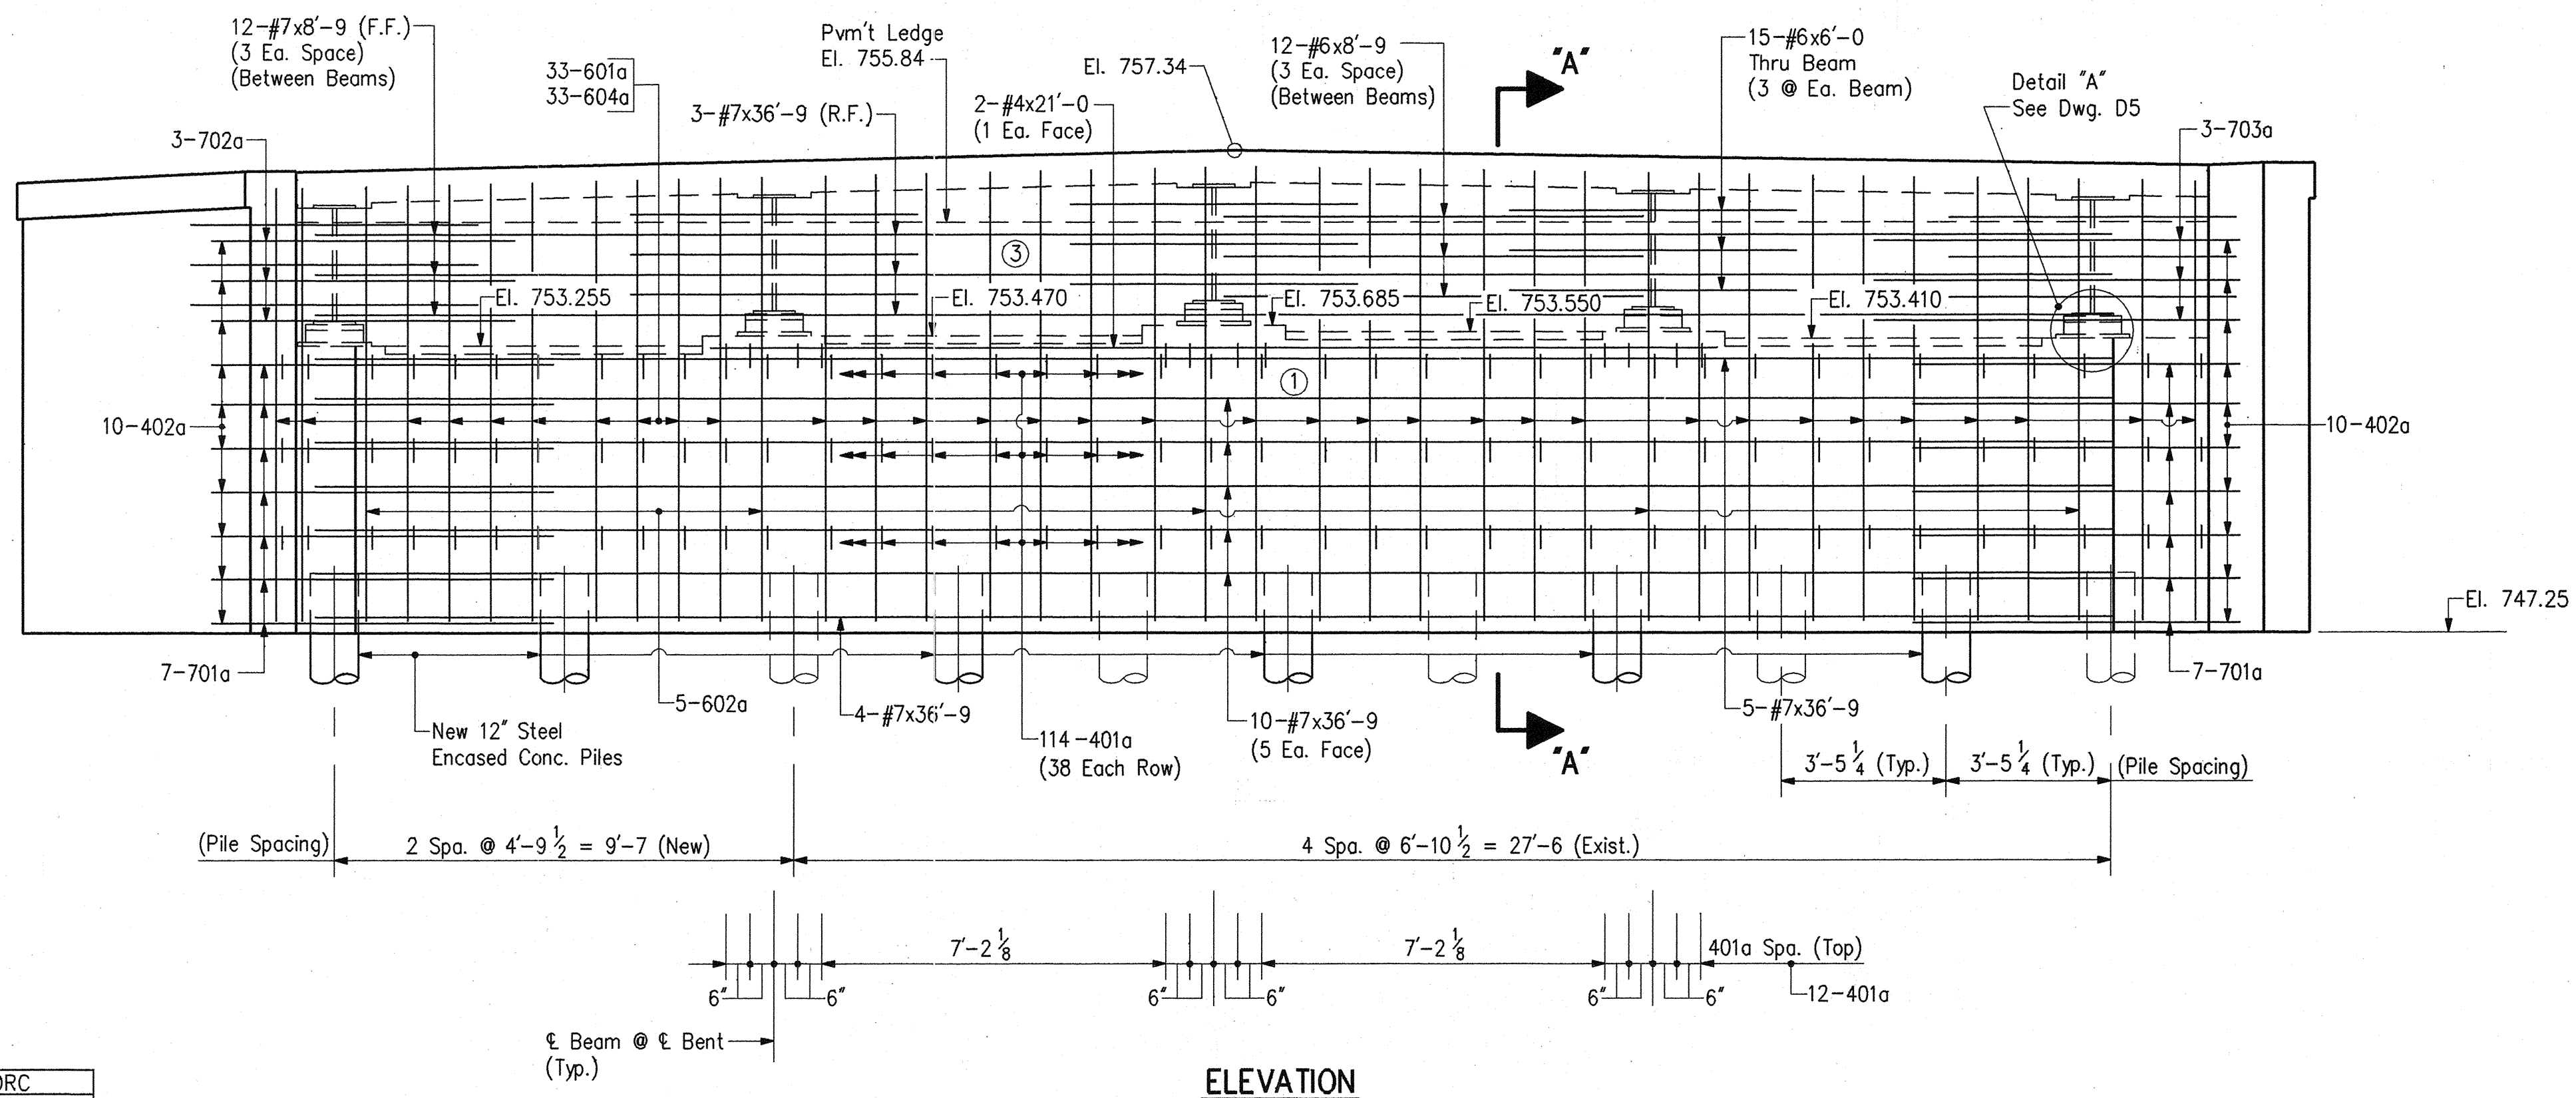 12-#7x8'-9 (F.F.)
(3 Ea. Space)
(Between Beams)
33-601a
33-604a
Pvm't Ledge
El. 755.84
3-#7x36'-9 (R.F.)
2-#4x21'-0
(1 Ea. Face)
El. 757.34
12-#6x8'-9
(3 Ea. Space)
(Between Beams)
"A"
15-#6x6'-0
Thru Beam
(3 @ Ea. Beam)
Detail "A"
See Dwg. D5
3-702a
3-703a
3
El. 753.255
El. 753.470
El. 753.685
El. 753.550
El. 753.410
1
10-402a
10-402a
El. 747.25
7-701a
7-701a
New 12" Steel
Encased Conc. Piles
5-602a
4-#7x36'-9
114-401a
(38 Each Row)
10-#7x36'-9
(5 Ea. Face)
"A"
5-#7x36'-9
3'-5 1/4 (Typ.)
3'-5 1/4 (Typ.)
(Pile Spacing)
(Pile Spacing)
2 Spa. @ 4'-9 1/2 = 9'-7 (New)
4 Spa. @ 6'-10 1/2 = 27'-6 (Exist.)
7'-2 1/8
7'-2 1/8
401a Spa. (Top)
6"
6"
6"
6"
6"
6"
12-401a
℄ Beam @ ℄ Bent
(Typ.)
ELEVATION